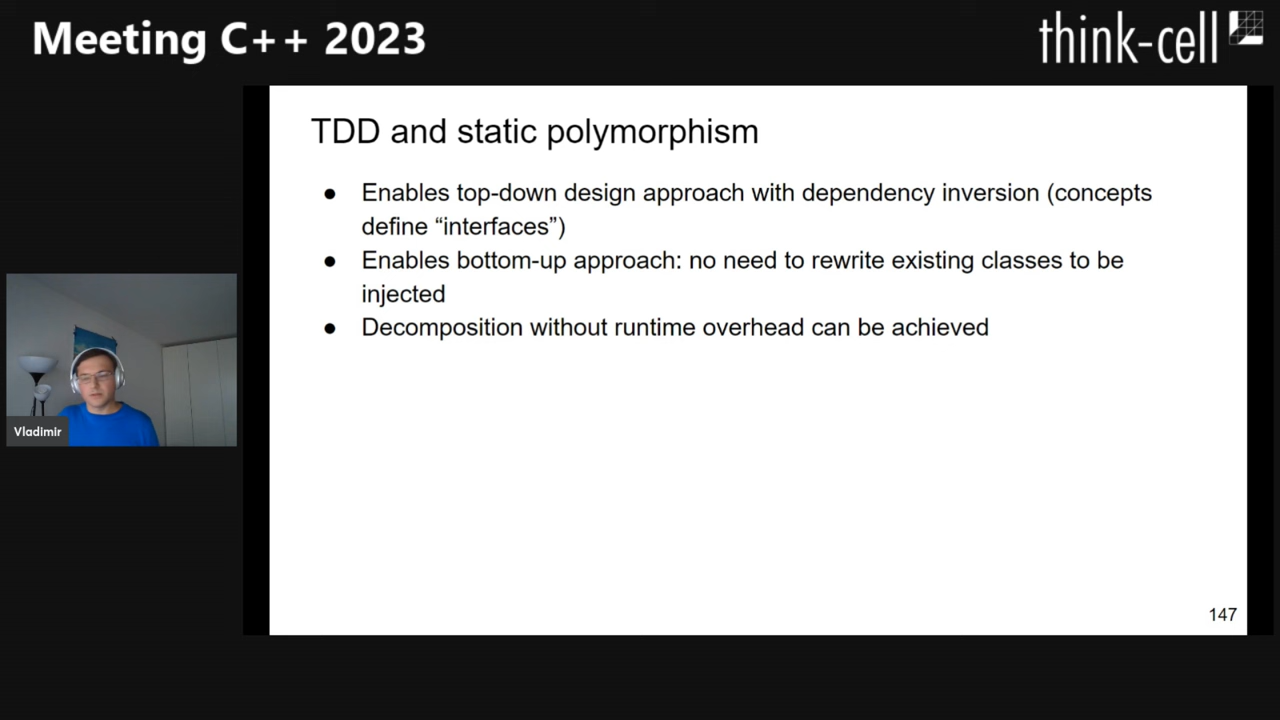 Meeting C++ 2023
think-cell
TDD and static polymorphism
● Enables top-down design approach with dependency inversion (concepts
define “interfaces”)
● Enables bottom-up approach: no need to rewrite existing classes to be
injected
● Decomposition without runtime overhead can be achieved
Vladimir
147